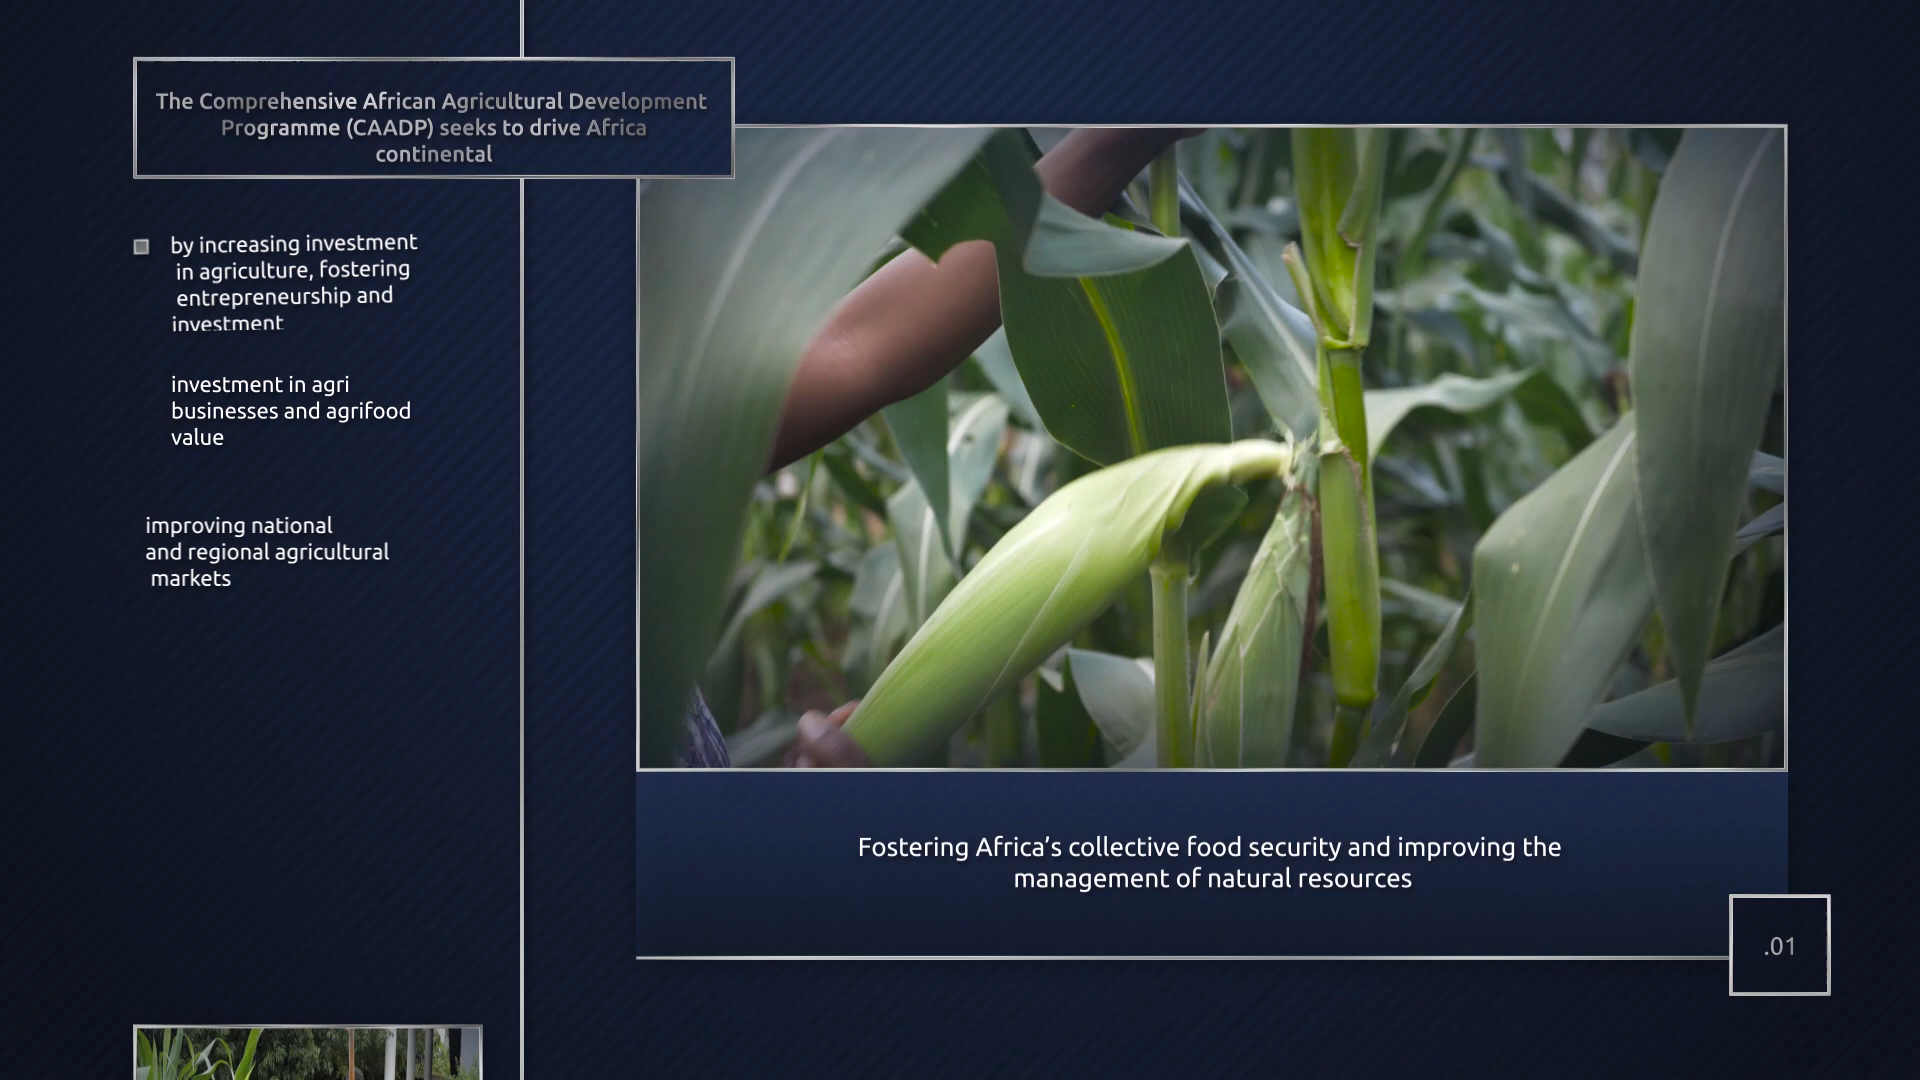 The Comprehensive African Agricultural Development
Programme (CAADP) seeks to drive Africa
continental
by increasing investment
in agriculture, fostering
entrepreneurship and
investment
investment in agri
businesses and agrifood
value
improving national
and regional agricultural
markets
Fostering Africa’s collective food security and improving the
management of natural resources
.01